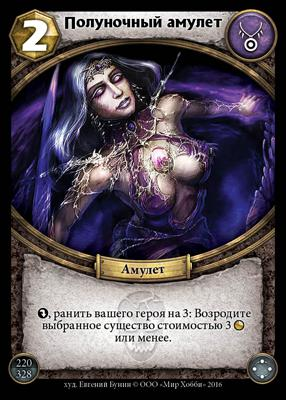 2
Полуночный амулет
Амулет
, ранить вашего героя на 3: Возродите
выбранное существо стоимостью 3
или менее.
220
328
худ. Евгений Бунин © ООО «Мир Хобби» 2016